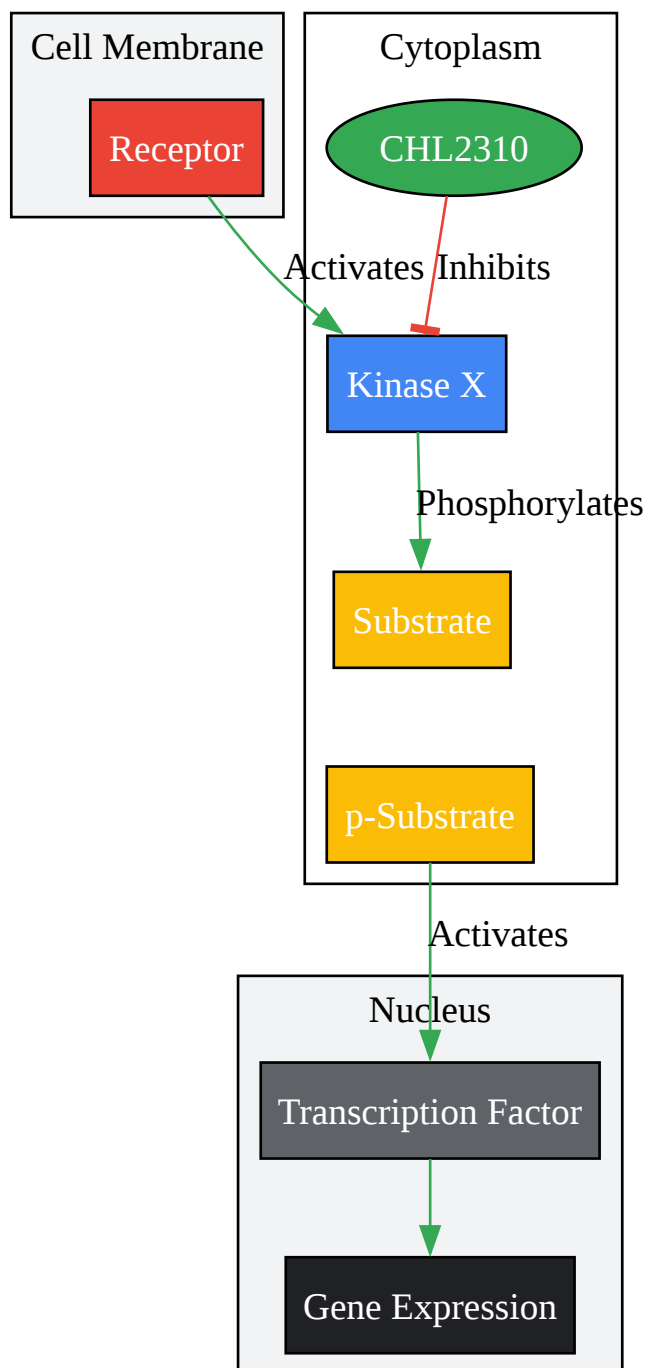 Cell Membrane
Cytoplasm
Receptor
CHL2310
Activates
Inhibits
Kinase X
Phosphorylates
Substrate
p-Substrate
Activates
Nucleus
Transcription Factor
Gene Expression